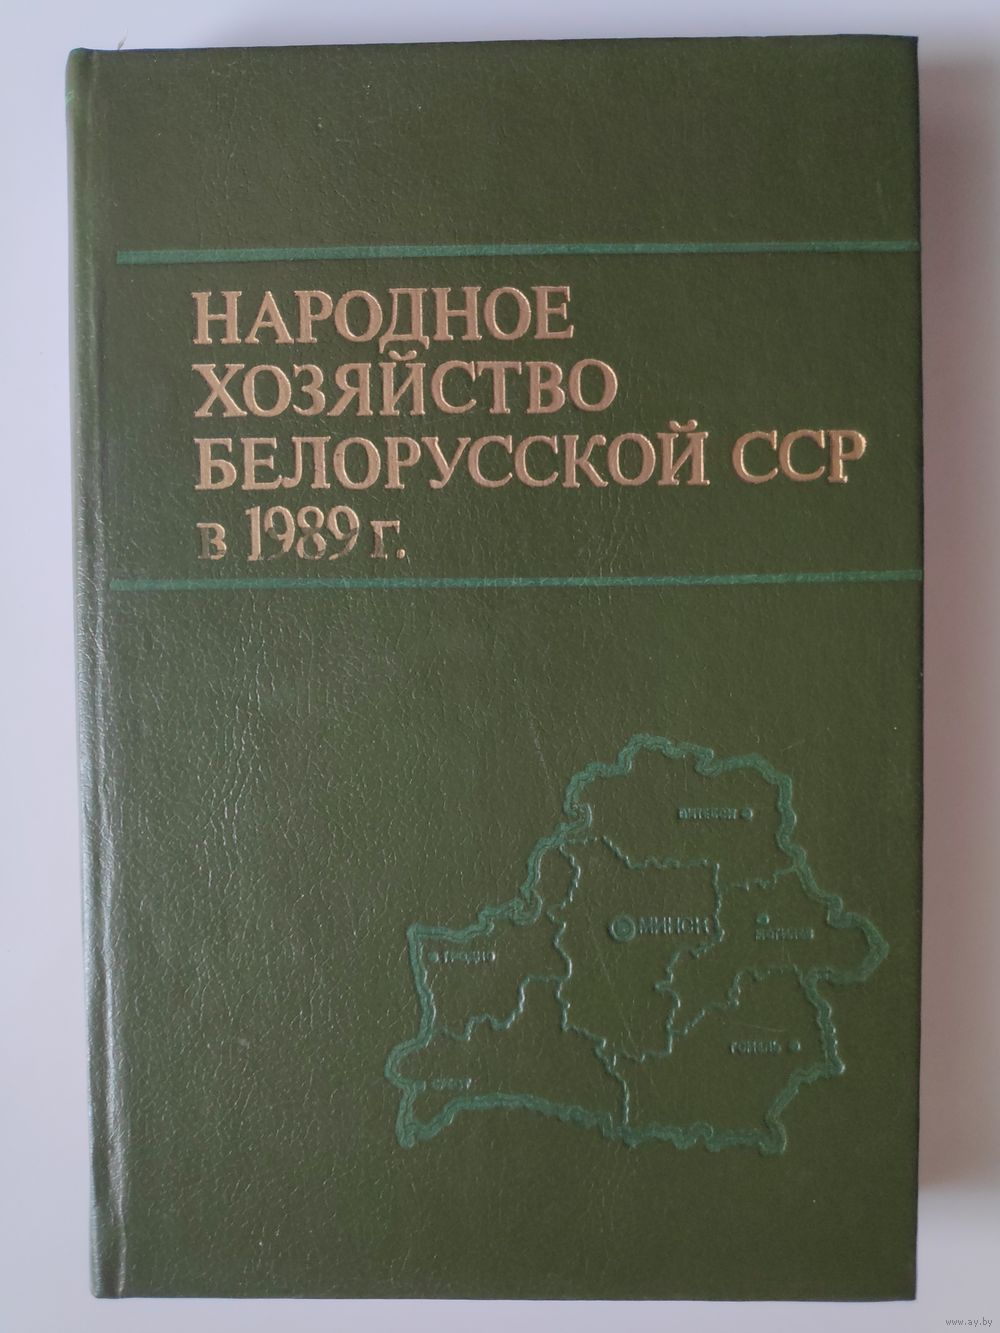 НАРОДНОЕ
ХОЗЯЙСТВО
БЕЛОРУССКОЙ ССР
в 1989 г.
ВИТЕБСК
МИНСК
МОГИЛЕВ
ГРОДНО
ГОМЕЛЬ
БРЕСТ
www.ay.by